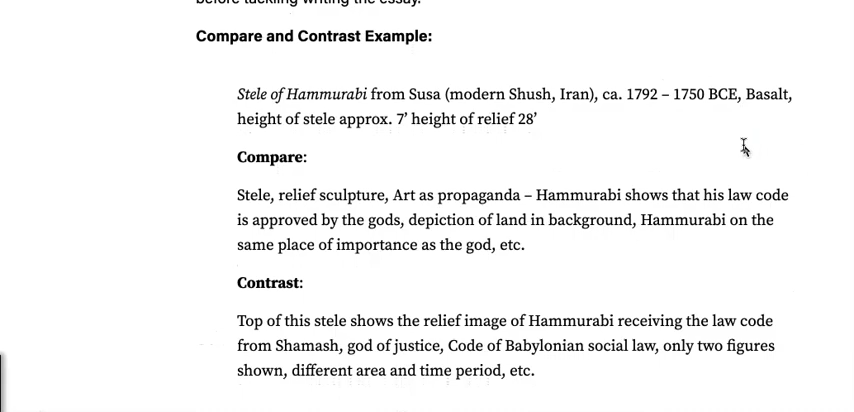 before tackling writing the essay.
Compare and Contrast Example:
Stele of Hammurabi from Susa (modern Shush, Iran), ca. 1792 – 1750 BCE, Basalt,
height of stele approx. 7’ height of relief 28’
Compare:
Stele, relief sculpture, Art as propaganda – Hammurabi shows that his law code
is approved by the gods, depiction of land in background, Hammurabi on the
same place of importance as the god, etc.
Contrast:
Top of this stele shows the relief image of Hammurabi receiving the law code
from Shamash, god of justice, Code of Babylonian social law, only two figures
shown, different area and time period, etc.